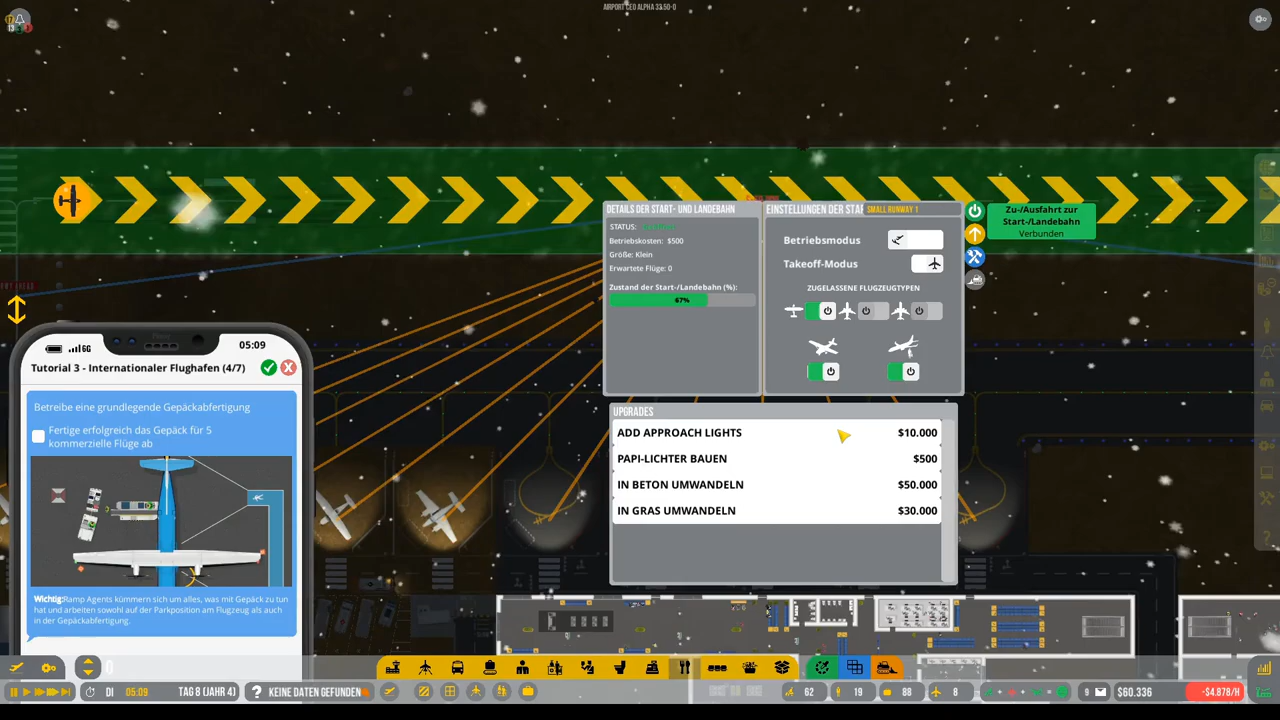 AIRPORT CEO ALPHA 33.50-0
17
13
DETAILS DER START- UND LANDEBAHN
STATUS:
Betriebskosten: $500
Größe: Klein
Erwartete Flüge: 0
Zustand der Start-/Landebahn (%):
67%
EINSTELLUNGEN DER STAR
SMALL RUNWAY 1
Betriebsmodus
Takeoff-Modus
ZUGELASSENE FLUGZEUGTYPEN
Zu-/Ausfahrt zur
Start-/Landebahn
Verbunden
UPGRADES
ADD APPROACH LIGHTS $10.000
PAPI-LICHTER BAUEN $500
IN BETON UMWANDELN $50.000
IN GRAS UMWANDELN $30.000
6G
05:09
Tutorial 3 - Internationaler Flughafen (4/7)
Betreibe eine grundlegende Gepäckabfertigung
Fertige erfolgreich das Gepäck für 5
kommerzielle Flüge ab
Wichtig: Ramp Agents kümmern sich um alles, was mit Gepäck zu tun
hat und arbeiten sowohl auf der Parkposition am Flugzeug als auch
in der Gepäckabfertigung.
0
DI 05:09
TAG 8 (JAHR 4)
? KEINE DATEN GEFUNDEN
62
19
88
8
9
$60.336
-$4.878/H